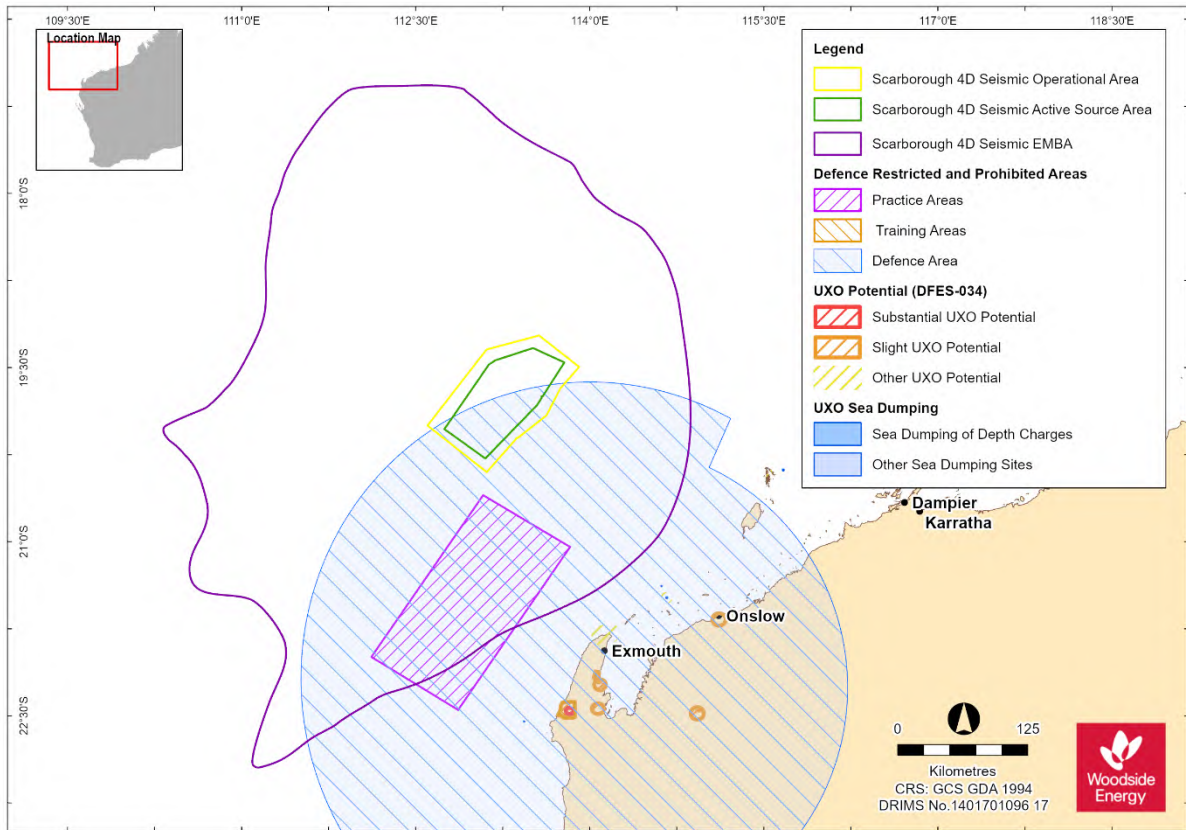 109°30'E 111°0'E 112°30'E 114°0'E 115°30'E 117°0'E 118°30'E
Location Map
18°0'S
19°30'S
21°0'S
22°30'S
Legend
Scarborough 4D Seismic Operational Area
Scarborough 4D Seismic Active Source Area
Scarborough 4D Seismic EMBA
Defence Restricted and Prohibited Areas
Practice Areas
Training Areas
Defence Area
UXO Potential (DFES-034)
Substantial UXO Potential
Slight UXO Potential
Other UXO Potential
UXO Sea Dumping
Sea Dumping of Depth Charges
Other Sea Dumping Sites
Dampier
Karratha
Onslow
Exmouth
0 125
Kilometres
CRS: GCS GDA 1994
DRIMS No.1401701096 17
Woodside
Energy